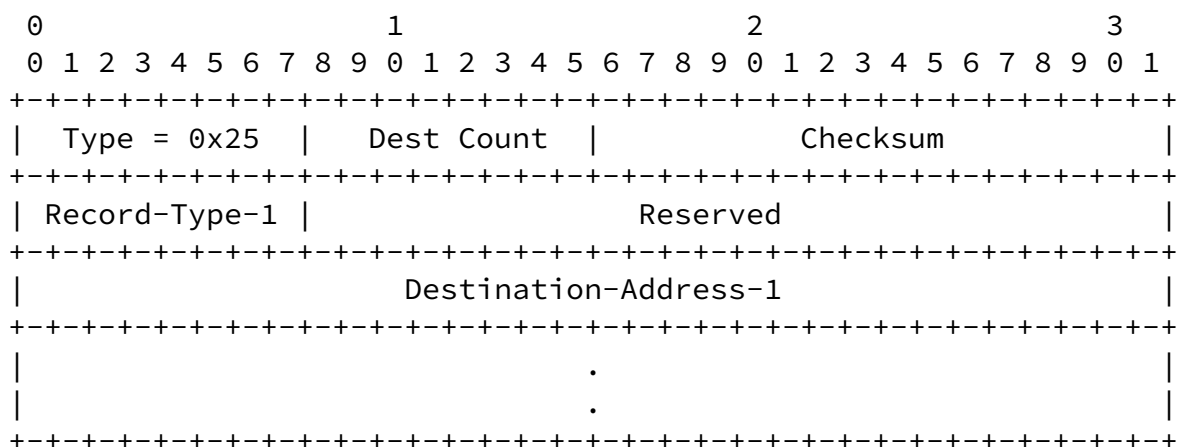 0                   1                   2                   3
 0 1 2 3 4 5 6 7 8 9 0 1 2 3 4 5 6 7 8 9 0 1 2 3 4 5 6 7 8 9 0 1
+-+-+-+-+-+-+-+-+-+-+-+-+-+-+-+-+-+-+-+-+-+-+-+-+-+-+-+-+-+-+-+-+
|  Type = 0x25  |   Dest Count  |           Checksum            |
+-+-+-+-+-+-+-+-+-+-+-+-+-+-+-+-+-+-+-+-+-+-+-+-+-+-+-+-+-+-+-+-+
| Record-Type-1 |                  Reserved                     |
+-+-+-+-+-+-+-+-+-+-+-+-+-+-+-+-+-+-+-+-+-+-+-+-+-+-+-+-+-+-+-+-+
|                     Destination-Address-1                     |
+-+-+-+-+-+-+-+-+-+-+-+-+-+-+-+-+-+-+-+-+-+-+-+-+-+-+-+-+-+-+-+-+
|                               .                               |
|                               .                               |
+-+-+-+-+-+-+-+-+-+-+-+-+-+-+-+-+-+-+-+-+-+-+-+-+-+-+-+-+-+-+-+-+